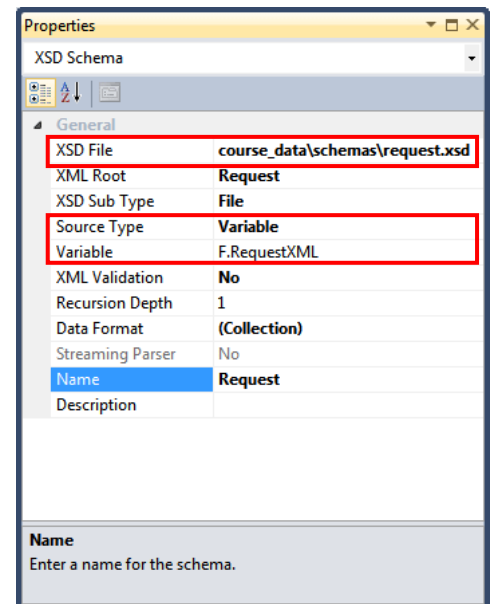 Properties
XSD Schema
General
XSD File course_data\schemas\request.xsd
XML Root Request
XSD Sub Type File
Source Type Variable
Variable F.RequestXML
XML Validation No
Recursion Depth 1
Data Format (Collection)
Streaming Parser No
Name Request
Description
Name
Enter a name for the schema.